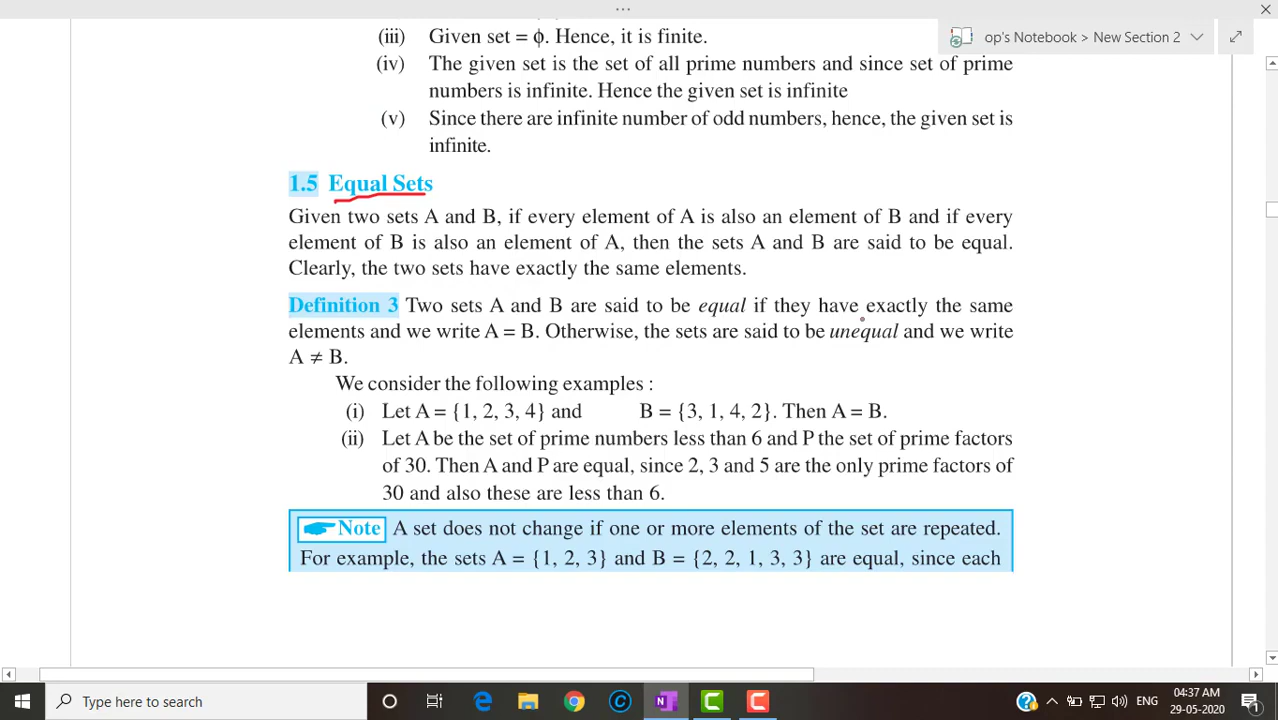 ...
op's Notebook > New Section 2
(iii) Given set = ϕ. Hence, it is finite.
(iv) The given set is the set of all prime numbers and since set of prime
numbers is infinite. Hence the given set is infinite
(v) Since there are infinite number of odd numbers, hence, the given set is
infinite.
1.5 Equal Sets
Given two sets A and B, if every element of A is also an element of B and if every
element of B is also an element of A, then the sets A and B are said to be equal.
Clearly, the two sets have exactly the same elements.
Definition 3 Two sets A and B are said to be equal if they have exactly the same
elements and we write A = B. Otherwise, the sets are said to be unequal and we write
A ≠ B.
We consider the following examples :
(i) Let A = {1, 2, 3, 4} and B = {3, 1, 4, 2}. Then A = B.
(ii) Let A be the set of prime numbers less than 6 and P the set of prime factors
of 30. Then A and P are equal, since 2, 3 and 5 are the only prime factors of
30 and also these are less than 6.
Note A set does not change if one or more elements of the set are repeated.
For example, the sets A = {1, 2, 3} and B = {2, 2, 1, 3, 3} are equal, since each
Type here to search
ENG
04:37 AM
29-05-2020
1